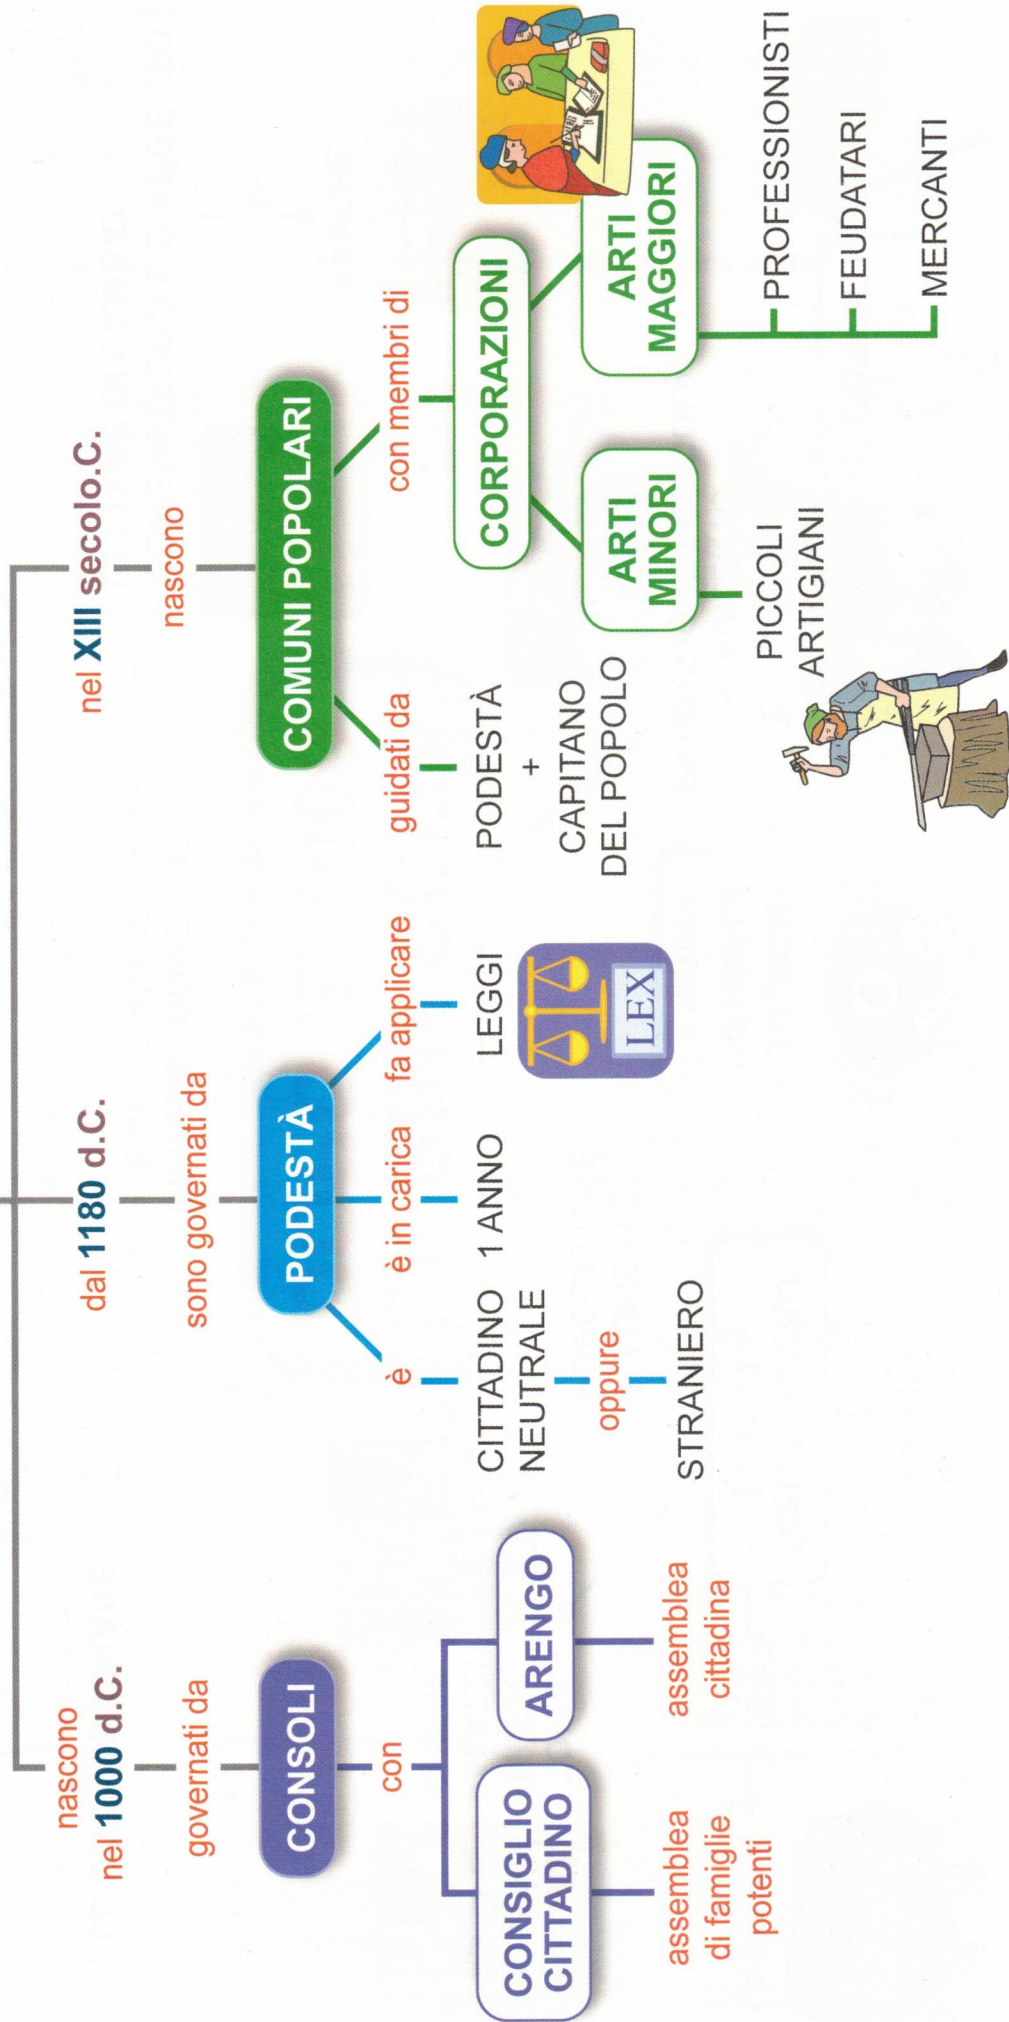 nascono
nel 1000 d.C.
governati da
CONSOLI
con
CONSIGLIO
CITTADINO
assemblea
di famiglie
potenti
ARENGO
assemblea
cittadina
dal 1180 d.C.
sono governati da
PODESTÀ
è
CITTADINO
NEUTRALE
oppure
STRANIERO
è in carica
1 ANNO
fa applicare
LEGGI
LEX
nel XIII secolo.C.
nascono
COMUNI POPOLARI
guidati da
PODESTÀ
+
CAPITANO
DEL POPOLO
con membri di
CORPORAZIONI
ARTI
MINORI
PICCOLI
ARTIGIANI
ARTI
MAGGIORI
PROFESSIONISTI
FEUDATARI
MERCANTI